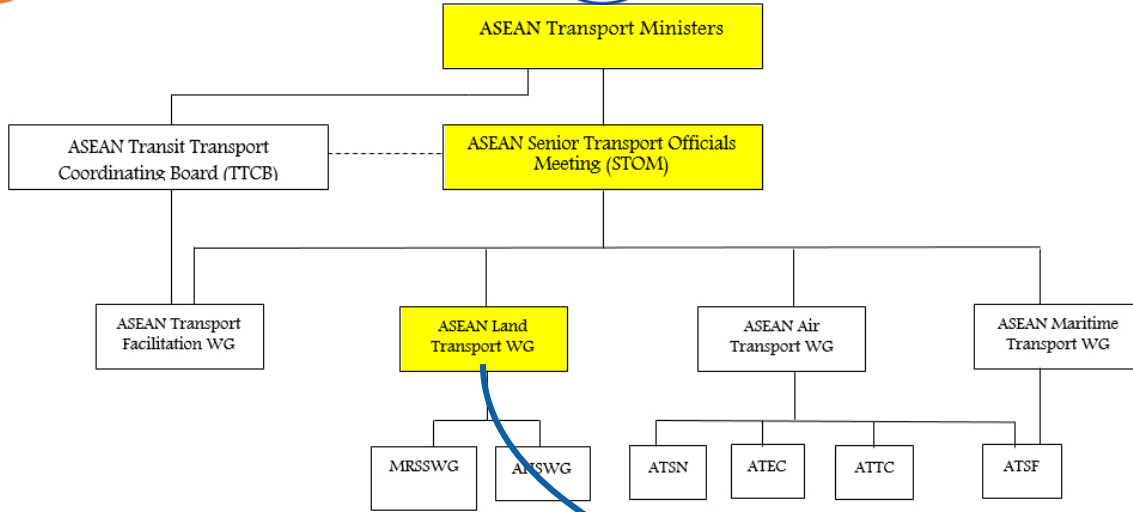 ASEAN Transport Ministers
ASEAN Transit Transport
Coordinating Board (TTCB)
ASEAN Senior Transport Officials
Meeting (STOM)
ASEAN Transport
Facilitation WG
ASEAN Land
Transport WG
ASEAN Air
Transport WG
ASEAN Maritime
Transport WG
MRSSWG
ATSN
ATEC
ATTC
ATSF